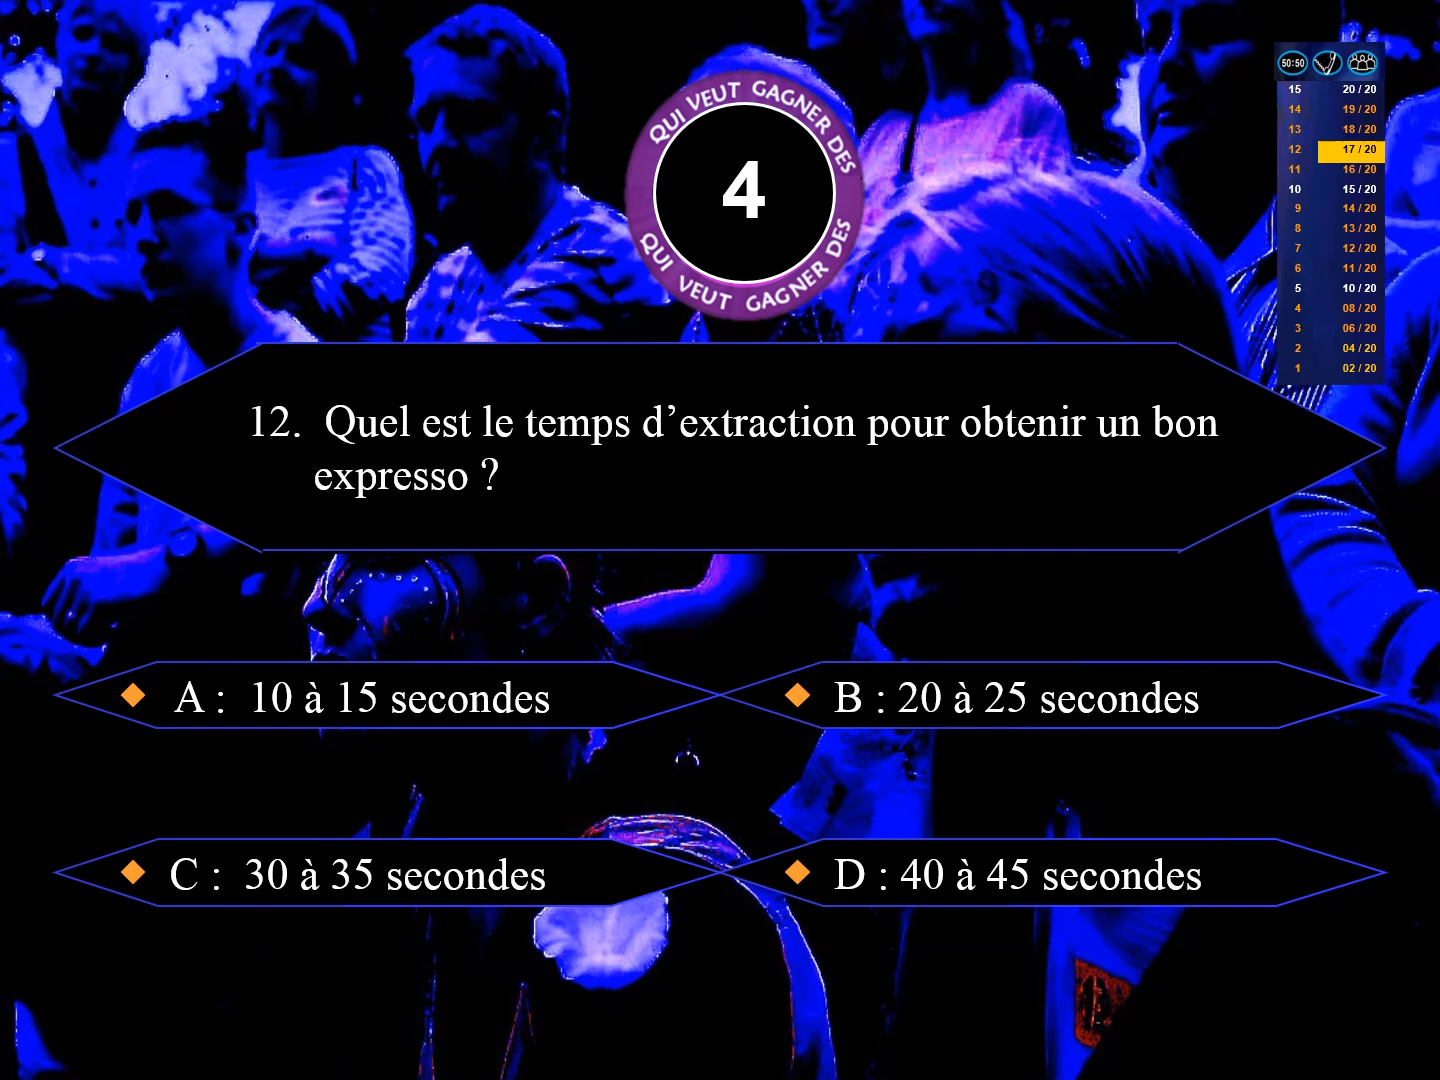 QUI VEUT GAGNER DES
4
QUI VEUT GAGNER DES
50:50
15 20 / 20
14 19 / 20
13 18 / 20
12 17 / 20
11 16 / 20
10 15 / 20
9 14 / 20
8 13 / 20
7 12 / 20
6 11 / 20
5 10 / 20
4 08 / 20
3 06 / 20
2 04 / 20
1 02 / 20
12. Quel est le temps d’extraction pour obtenir un bon
expresso ?
A : 10 à 15 secondes
B : 20 à 25 secondes
C : 30 à 35 secondes
D : 40 à 45 secondes